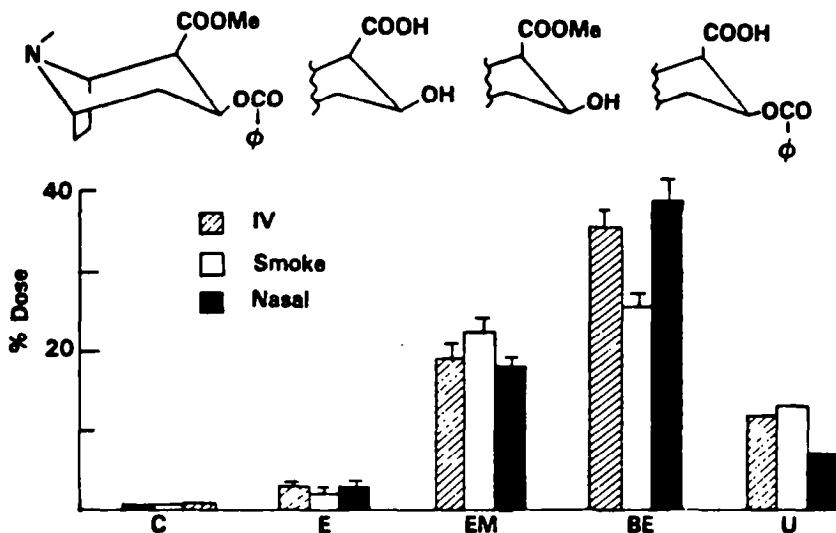 COOMe COOH COOMe COOH
N OH OH OCO
OCO ϕ
ϕ
40
IV
Smoke
Nasal
% Dose
20
C E EM BE U